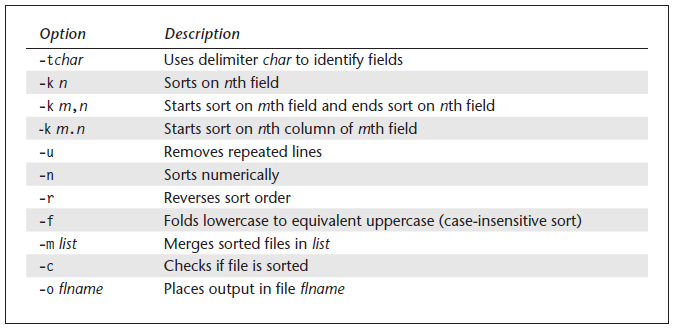 Option Description
-tchar Uses delimiter char to identify fields
-k n Sorts on nth field
-k m,n Starts sort on mth field and ends sort on nth field
-k m.n Starts sort on nth column of mth field
-u Removes repeated lines
-n Sorts numerically
-r Reverses sort order
-f Folds lowercase to equivalent uppercase (case-insensitive sort)
-m list Merges sorted files in list
-c Checks if file is sorted
-o flname Places output in file flname